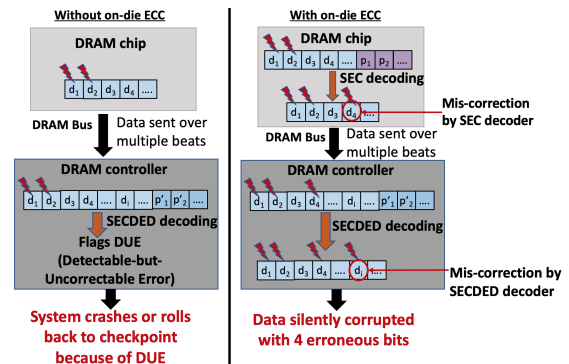 Without on-die ECC
DRAM chip
d1 d2 d3 d4 ....
DRAM Bus
Data sent over
multiple beats
DRAM controller
d1 d2 d3 d4 .... di .... p'1 p'2 ....
SECDED decoding
Flags DUE
(Detectable-but-
Uncorrectable Error)
System crashes or rolls
back to checkpoint
because of DUE
With on-die ECC
DRAM chip
d1 d2 d3 d4 .... p1 p2 ....
SEC decoding
d1 d2 d3 d4 ....
Mis-correction
by SEC decoder
DRAM Bus
Data sent over
multiple beats
DRAM controller
d1 d2 d3 d4 .... di .... p'1 p'2 ....
SECDED decoding
d1 d2 d3 d4 .... di ....
Mis-correction by
SECDED decoder
Data silently corrupted
with 4 erroneous bits